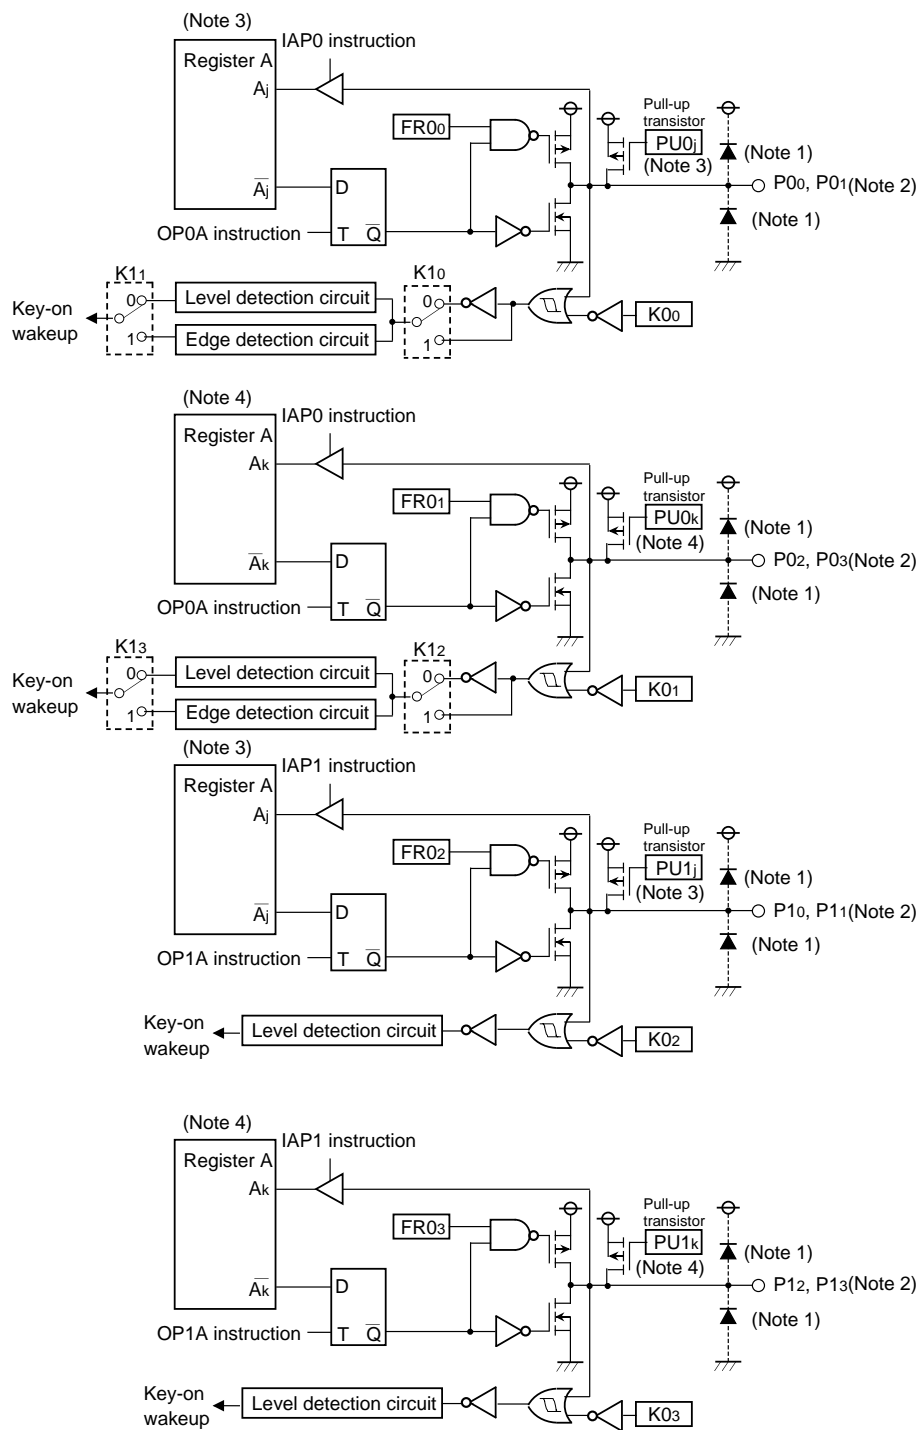 (Note 3)
IAP0 instruction
Register A
Aj
Pull-up
transistor
FR00
PU0j
(Note 3)
(Note 1)
Aj
D
P00, P01(Note 2)
(Note 1)
OP0A instruction
T Q
K11
K10
Key-on
wakeup
0
Level detection circuit
0
1
Edge detection circuit
1
K00
(Note 4)
IAP0 instruction
Register A
Ak
Pull-up
transistor
FR01
PU0k
(Note 4)
(Note 1)
Ak
D
P02, P03(Note 2)
(Note 1)
OP0A instruction
T Q
K13
K12
Key-on
wakeup
0
Level detection circuit
0
1
Edge detection circuit
1
K01
(Note 3)
IAP1 instruction
Register A
Aj
Pull-up
transistor
FR02
PU1j
(Note 3)
(Note 1)
Aj
D
P10, P11(Note 2)
(Note 1)
OP1A instruction
T Q
Key-on
wakeup
Level detection circuit
K02
(Note 4)
IAP1 instruction
Register A
Ak
Pull-up
transistor
FR03
PU1k
(Note 4)
(Note 1)
Ak
D
P12, P13(Note 2)
(Note 1)
OP1A instruction
T Q
Key-on
wakeup
Level detection circuit
K03